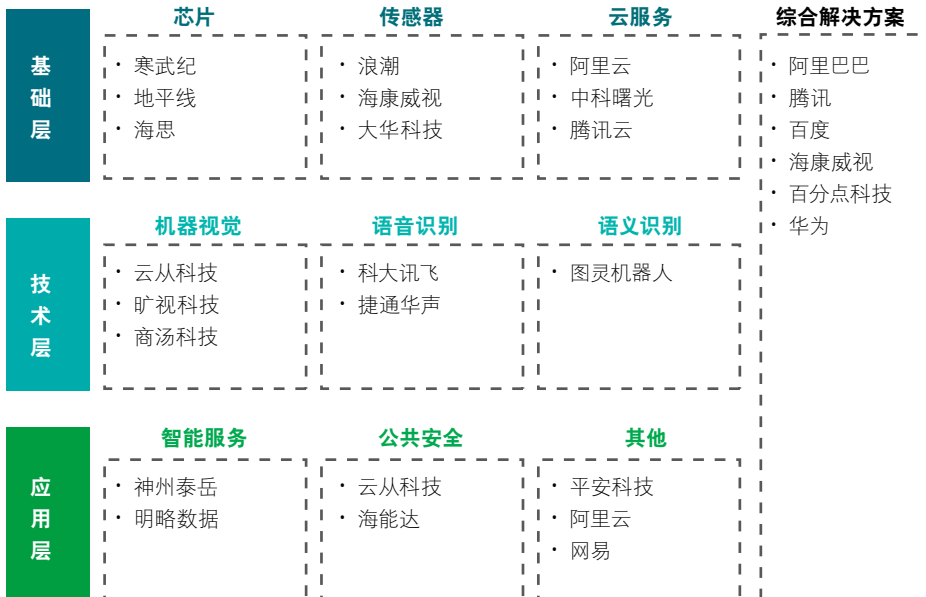 芯片
传感器
云服务
综合解决方案
基础层
· 寒武纪
· 地平线
· 海思
· 浪潮
· 海康威视
· 大华科技
· 阿里云
· 中科曙光
· 腾讯云
· 阿里巴巴
· 腾讯
· 百度
· 海康威视
· 百分点科技
· 华为
机器视觉
语音识别
语义识别
技术层
· 云从科技
· 旷视科技
· 商汤科技
· 科大讯飞
· 捷通华声
· 图灵机器人
智能服务
公共安全
其他
应用层
· 神州泰岳
· 明略数据
· 云从科技
· 海能达
· 平安科技
· 阿里云
· 网易